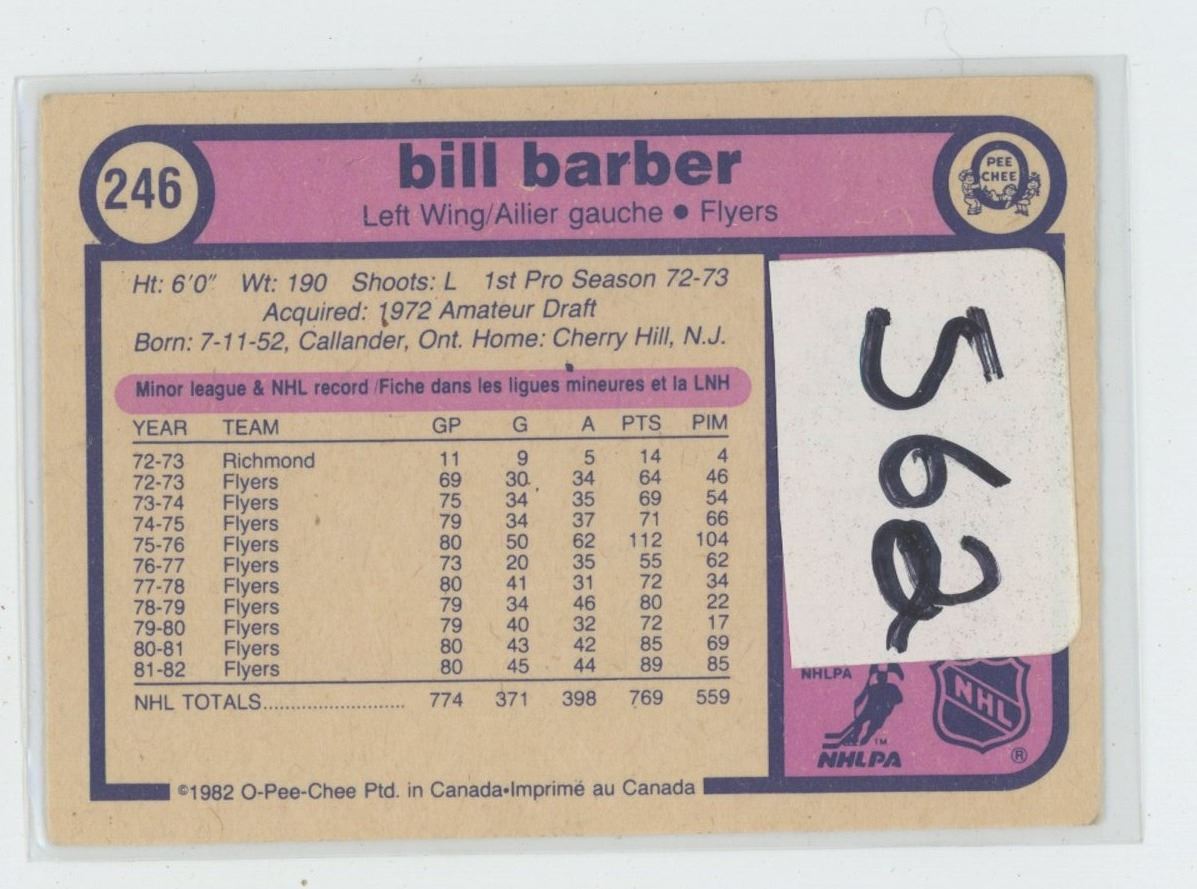 246
bill barber
Left Wing/Ailier gauche • Flyers
PEE
CHEE
Ht: 6'0" Wt: 190 Shoots: L 1st Pro Season 72-73
Acquired: 1972 Amateur Draft
Born: 7-11-52, Callander, Ont. Home: Cherry Hill, N.J.
Minor league & NHL record /Fiche dans les ligues mineures et la LNH
YEAR TEAM GP G A PTS PIM
72-73 Richmond 11 9 5 14 4
72-73 Flyers 69 30 34 64 46
73-74 Flyers 75 34 35 69 54
74-75 Flyers 79 34 37 71 66
75-76 Flyers 80 50 62 112 104
76-77 Flyers 73 20 35 55 62
77-78 Flyers 80 41 31 72 34
78-79 Flyers 79 34 46 80 22
79-80 Flyers 79 40 32 72 17
80-81 Flyers 80 43 42 85 69
81-82 Flyers 80 45 44 89 85
NHL TOTALS.......................... 774 371 398 769 559
©1982 O-Pee-Chee Ptd. in Canada•Imprimé au Canada
562
NHLPA
TM
NHLPA
NHL
®